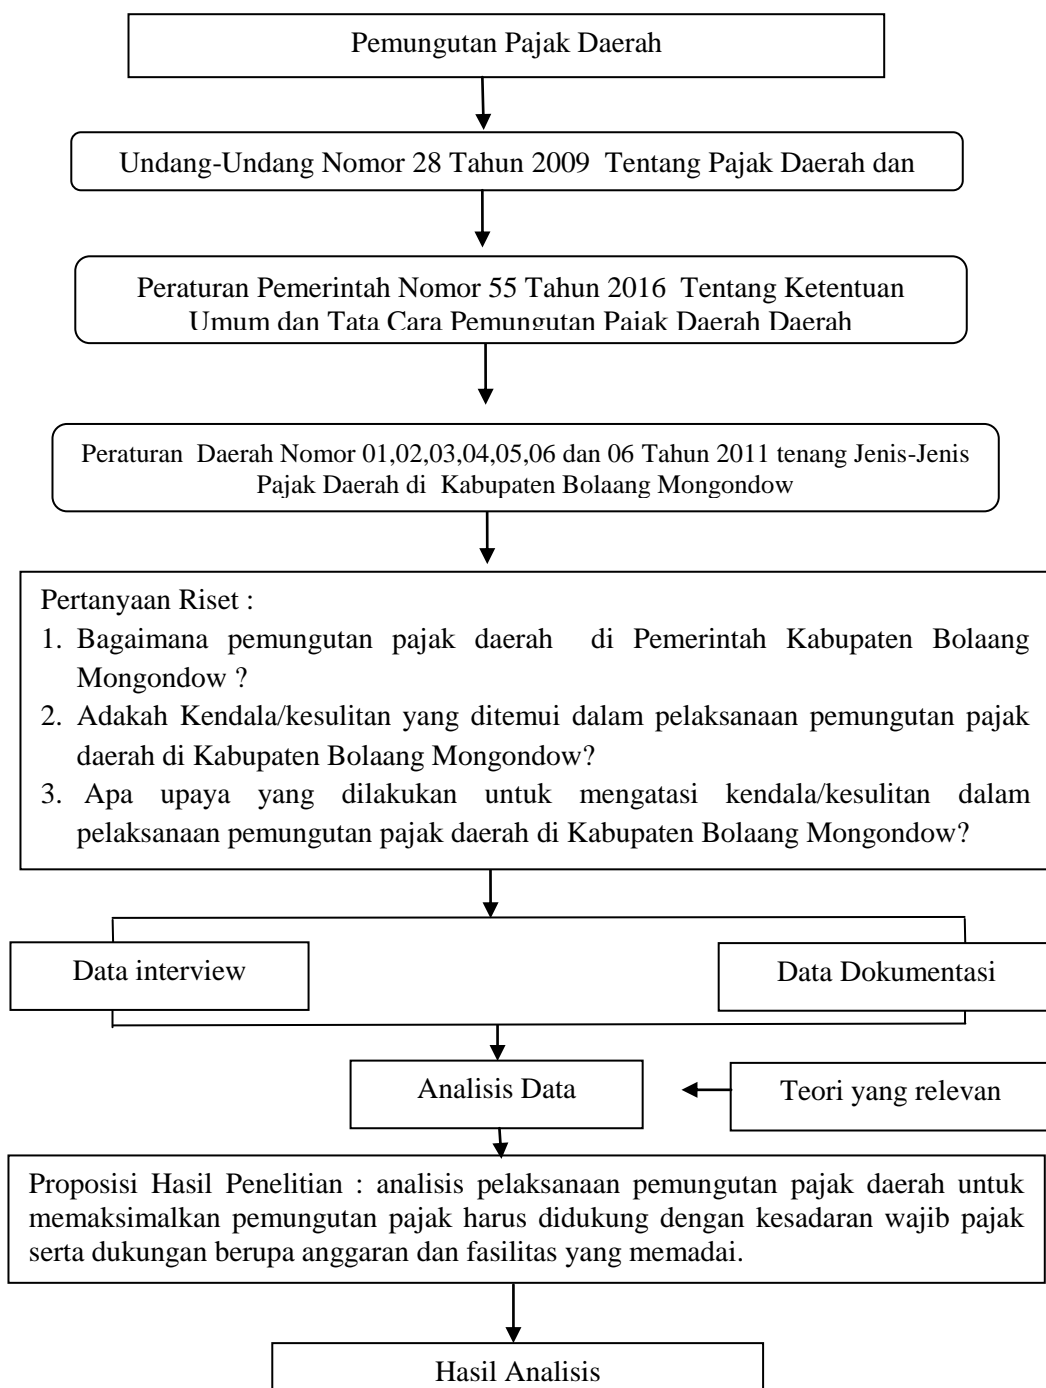 Pemungutan Pajak Daerah
Undang-Undang Nomor 28 Tahun 2009 Tentang Pajak Daerah dan
Peraturan Pemerintah Nomor 55 Tahun 2016 Tentang Ketentuan
Umum dan Tata Cara Pemungutan Pajak Daerah Daerah
Peraturan Daerah Nomor 01,02,03,04,05,06 dan 06 Tahun 2011 tenang Jenis-Jenis
Pajak Daerah di Kabupaten Bolaang Mongondow
Pertanyaan Riset :
1. Bagaimana pemungutan pajak daerah di Pemerintah Kabupaten Bolaang
Mongondow ?
2. Adakah Kendala/kesulitan yang ditemui dalam pelaksanaan pemungutan pajak
daerah di Kabupaten Bolaang Mongondow?
3. Apa upaya yang dilakukan untuk mengatasi kendala/kesulitan dalam
pelaksanaan pemungutan pajak daerah di Kabupaten Bolaang Mongondow?
Data interview
Data Dokumentasi
Analisis Data
Teori yang relevan
Proposisi Hasil Penelitian : analisis pelaksanaan pemungutan pajak daerah untuk
memaksimalkan pemungutan pajak harus didukung dengan kesadaran wajib pajak
serta dukungan berupa anggaran dan fasilitas yang memadai.
Hasil Analisis